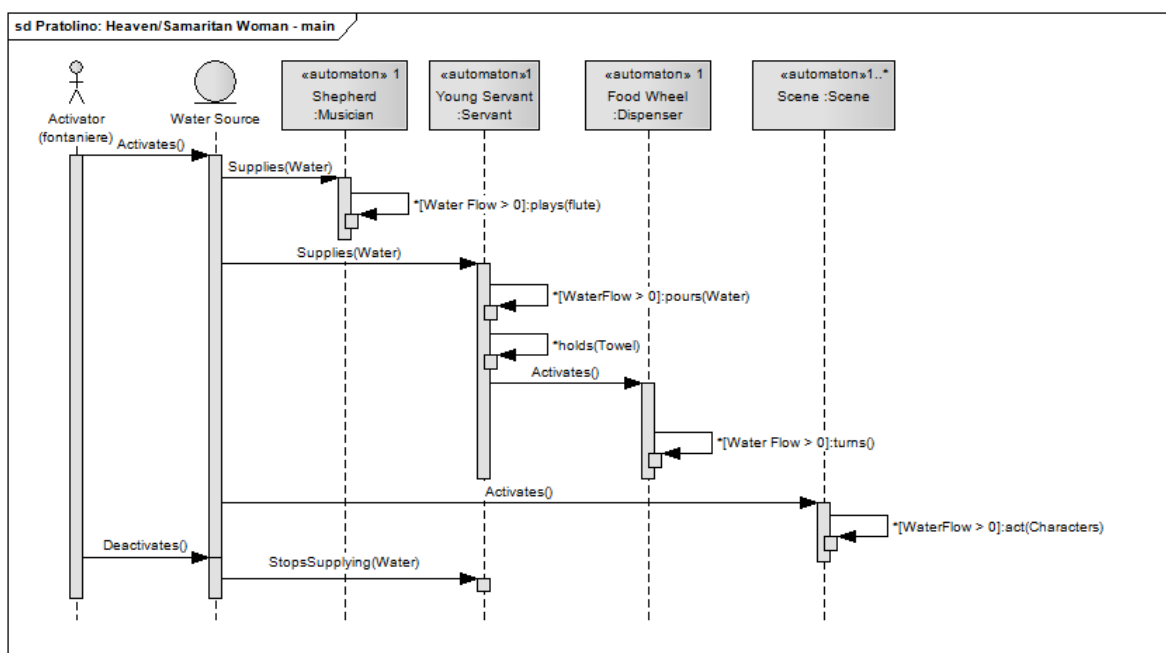 sd Pratolino: Heaven/Samaritan Woman - main
Activator
(fontaniere)
Water Source
«automaton» 1
Shepherd
:Musician
«automaton»1
Young Servant
:Servant
«automaton» 1
Food Wheel
:Dispenser
«automaton»1..*
Scene :Scene
Activates()
Supplies(Water)
*[Water Flow > 0]:plays(flute)
Supplies(Water)
*[WaterFlow > 0]:pours(Water)
*holds(Towel)
Activates()
*[Water Flow > 0]:turns()
Activates()
*[WaterFlow > 0]:act(Characters)
Deactivates()
StopsSupplying(Water)